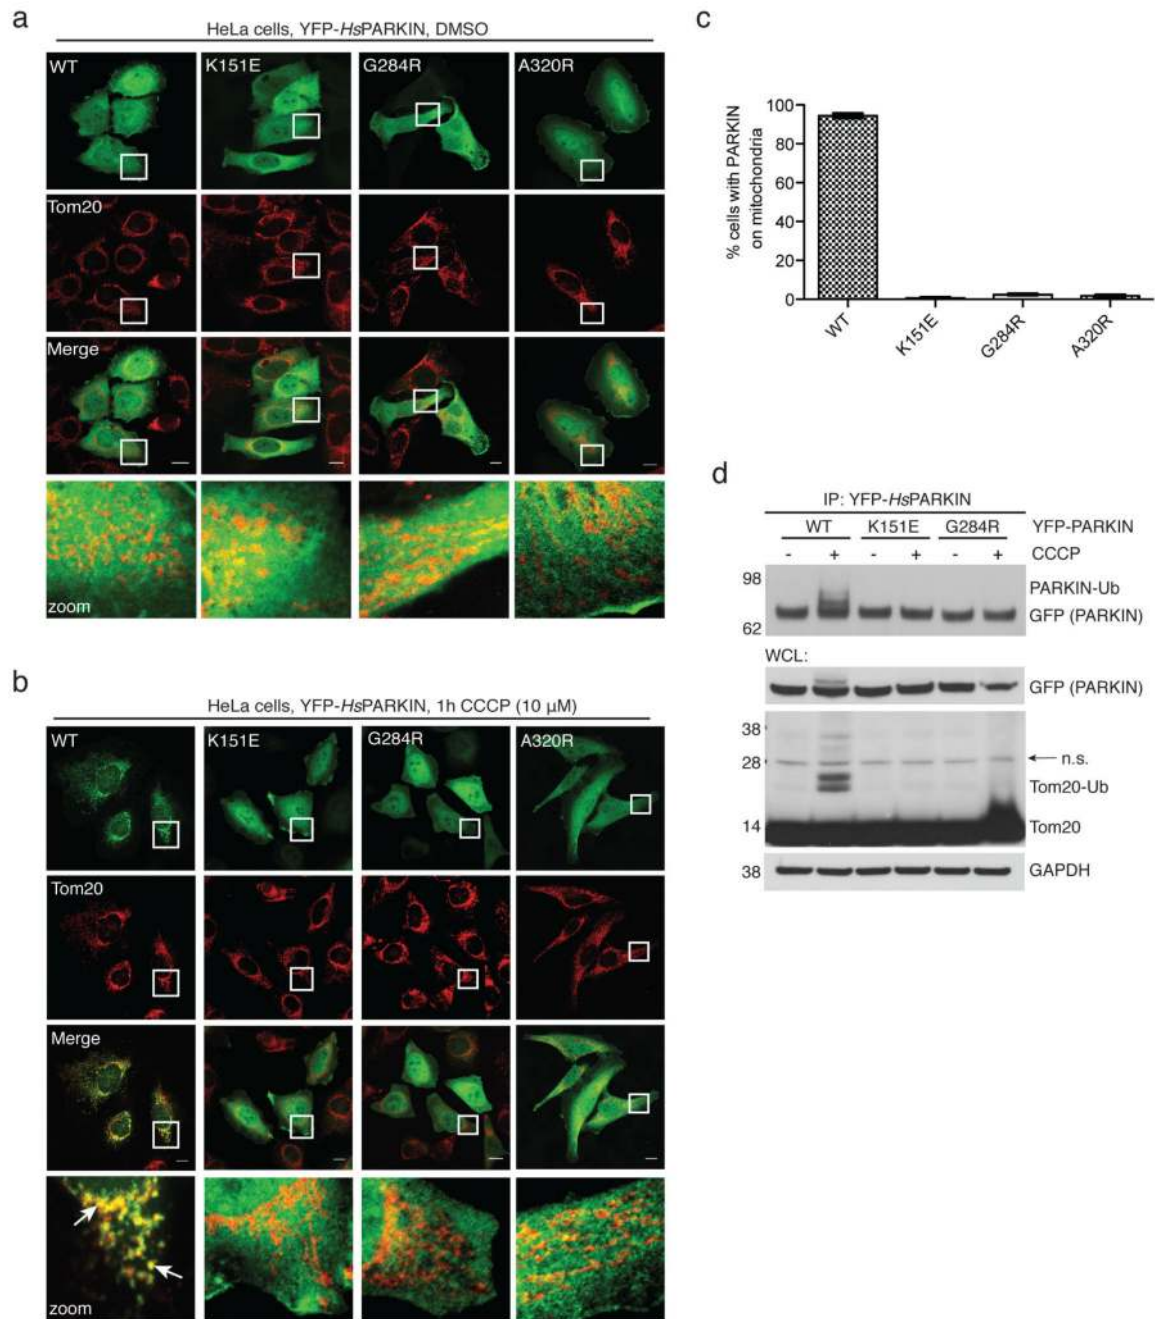 a
HeLa cells, YFP-HsPARKIN, DMSO
WT K151E G284R A320R
Tom20
Merge
zoom
b
HeLa cells, YFP-HsPARKIN, 1h CCCP (10 μM)
WT K151E G284R A320R
Tom20
Merge
zoom
c
% cells with PARKIN
on mitochondria
100
80
60
40
20
0
WT K151E G284R A320R
d
IP: YFP-HsPARKIN
WT K151E G284R YFP-PARKIN
- + - + - + CCCP
98 PARKIN-Ub
GFP (PARKIN)
62
WCL:
GFP (PARKIN)
38
28 n.s.
Tom20-Ub
14 Tom20
38 GAPDH